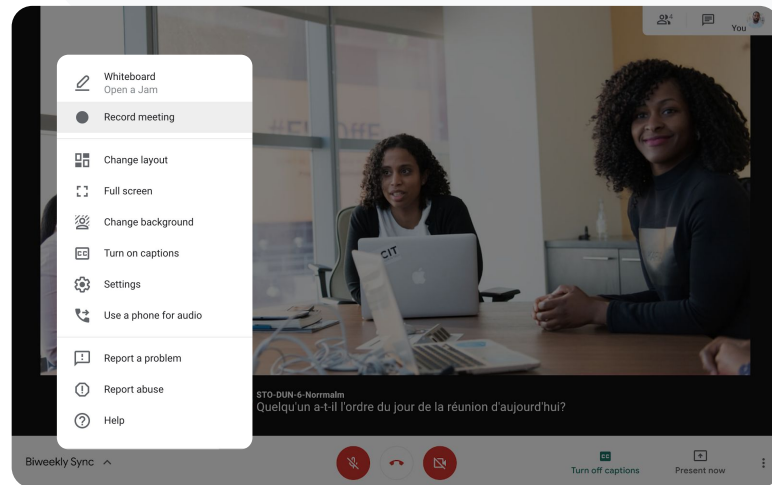 4
You
Whiteboard
Open a Jam
Record meeting
Change layout
Full screen
Change background
CC Turn on captions
Settings
Use a phone for audio
Report a problem
Report abuse
Help
CIT
STO-DUN-6-Norrmalm
Quelqu'un a-t-il l'ordre du jour de la réunion d'aujourd'hui?
Biweekly Sync
CC
Turn off captions
Present now